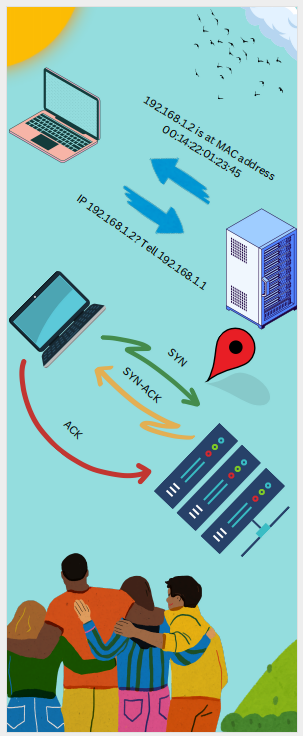 192.168.1.2 is at MAC address
00:14:22:01:23:45
IP 192.168.1.2? Tell 192.168.1.1
SYN
SYN-ACK
ACK